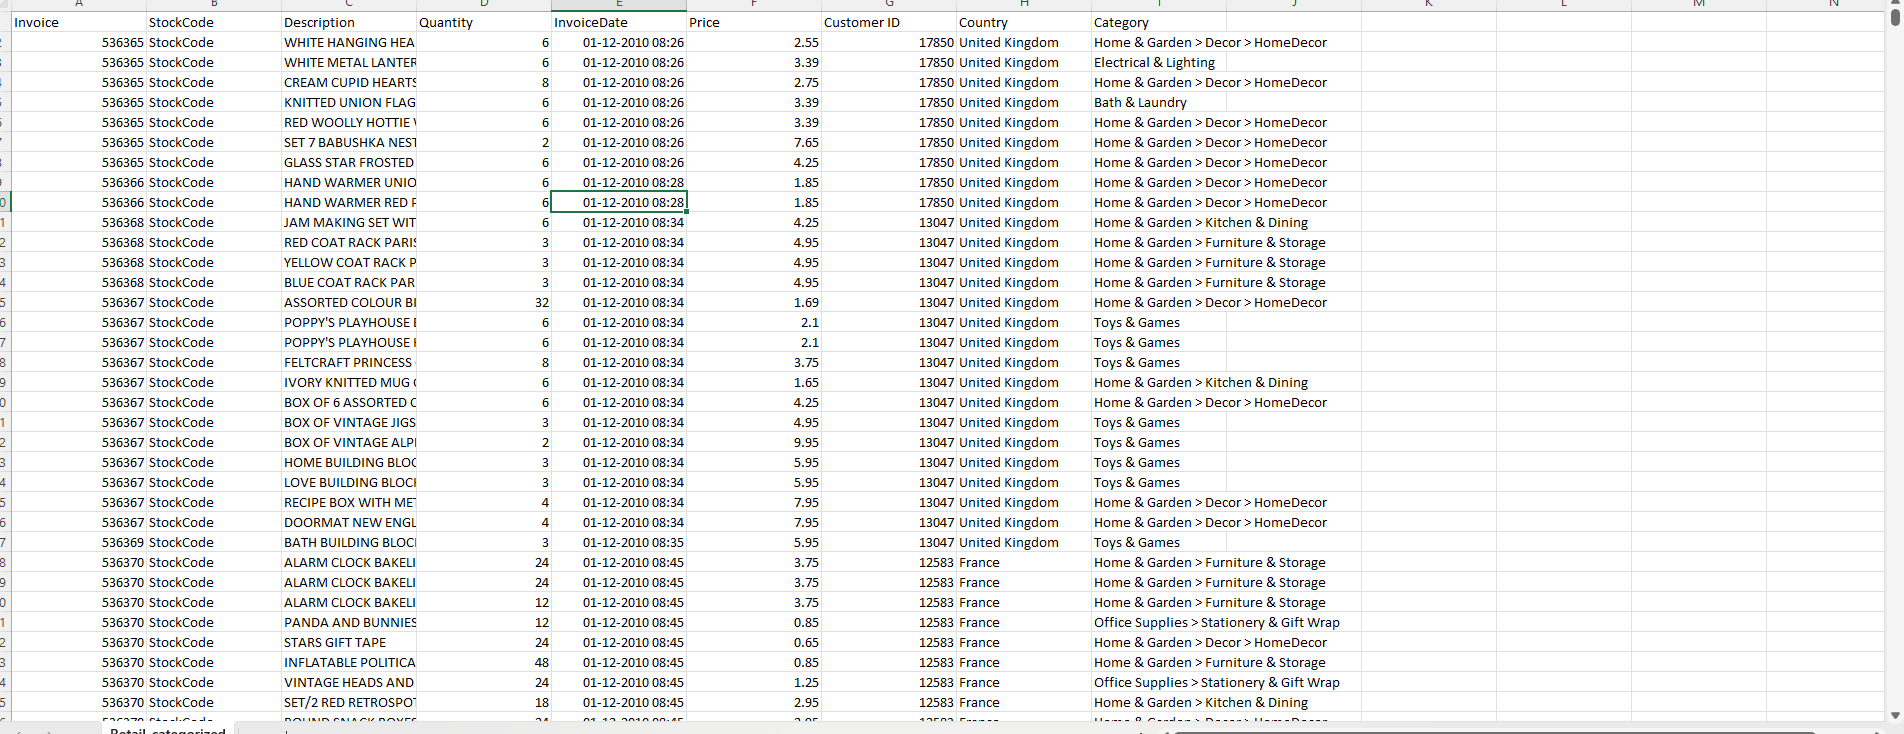 A B C D E F G H I J K L M N
Invoice StockCode Description Quantity InvoiceDate Price Customer ID Country Category
536365 StockCode WHITE HANGING HEA 6 01-12-2010 08:26 2.55 17850 United Kingdom Home & Garden > Decor > HomeDecor
536365 StockCode WHITE METAL LANTER 6 01-12-2010 08:26 3.39 17850 United Kingdom Electrical & Lighting
536365 StockCode CREAM CUPID HEARTS 8 01-12-2010 08:26 2.75 17850 United Kingdom Home & Garden > Decor > HomeDecor
536365 StockCode KNITTED UNION FLAG 6 01-12-2010 08:26 3.39 17850 United Kingdom Bath & Laundry
536365 StockCode RED WOOLLY HOTTIE 6 01-12-2010 08:26 3.39 17850 United Kingdom Home & Garden > Decor > HomeDecor
536365 StockCode SET 7 BABUSHKA NEST 2 01-12-2010 08:26 7.65 17850 United Kingdom Home & Garden > Decor > HomeDecor
536365 StockCode GLASS STAR FROSTED 6 01-12-2010 08:26 4.25 17850 United Kingdom Home & Garden > Decor > HomeDecor
536366 StockCode HAND WARMER UNIO 6 01-12-2010 08:28 1.85 17850 United Kingdom Home & Garden > Decor > HomeDecor
536366 StockCode HAND WARMER RED P 6 01-12-2010 08:28 1.85 17850 United Kingdom Home & Garden > Decor > HomeDecor
536368 StockCode JAM MAKING SET WIT 6 01-12-2010 08:34 4.25 13047 United Kingdom Home & Garden > Kitchen & Dining
536368 StockCode RED COAT RACK PARIS 3 01-12-2010 08:34 4.95 13047 United Kingdom Home & Garden > Furniture & Storage
536368 StockCode YELLOW COAT RACK P 3 01-12-2010 08:34 4.95 13047 United Kingdom Home & Garden > Furniture & Storage
536368 StockCode BLUE COAT RACK PAR 3 01-12-2010 08:34 4.95 13047 United Kingdom Home & Garden > Furniture & Storage
536367 StockCode ASSORTED COLOUR BI 32 01-12-2010 08:34 1.69 13047 United Kingdom Home & Garden > Decor > HomeDecor
536367 StockCode POPPY'S PLAYHOUSE 6 01-12-2010 08:34 2.1 13047 United Kingdom Toys & Games
536367 StockCode POPPY'S PLAYHOUSE 6 01-12-2010 08:34 2.1 13047 United Kingdom Toys & Games
536367 StockCode FELTCRAFT PRINCESS 8 01-12-2010 08:34 3.75 13047 United Kingdom Toys & Games
536367 StockCode IVORY KNITTED MUG 6 01-12-2010 08:34 1.65 13047 United Kingdom Home & Garden > Kitchen & Dining
536367 StockCode BOX OF 6 ASSORTED 6 01-12-2010 08:34 4.25 13047 United Kingdom Home & Garden > Decor > HomeDecor
536367 StockCode BOX OF VINTAGE JIGS 3 01-12-2010 08:34 4.95 13047 United Kingdom Toys & Games
536367 StockCode BOX OF VINTAGE ALP 2 01-12-2010 08:34 9.95 13047 United Kingdom Toys & Games
536367 StockCode HOME BUILDING BLOC 3 01-12-2010 08:34 5.95 13047 United Kingdom Toys & Games
536367 StockCode LOVE BUILDING BLOC 3 01-12-2010 08:34 5.95 13047 United Kingdom Toys & Games
536367 StockCode RECIPE BOX WITH MET 4 01-12-2010 08:34 7.95 13047 United Kingdom Home & Garden > Decor > HomeDecor
536367 StockCode DOORMAT NEW ENGL 4 01-12-2010 08:34 7.95 13047 United Kingdom Home & Garden > Decor > HomeDecor
536369 StockCode BATH BUILDING BLOC 3 01-12-2010 08:35 5.95 13047 United Kingdom Toys & Games
536370 StockCode ALARM CLOCK BAKELI 24 01-12-2010 08:45 3.75 12583 France Home & Garden > Furniture & Storage
536370 StockCode ALARM CLOCK BAKELI 24 01-12-2010 08:45 3.75 12583 France Home & Garden > Furniture & Storage
536370 StockCode ALARM CLOCK BAKELI 12 01-12-2010 08:45 3.75 12583 France Home & Garden > Furniture & Storage
536370 StockCode PANDA AND BUNNIES 12 01-12-2010 08:45 0.85 12583 France Office Supplies > Stationery & Gift Wrap
536370 StockCode STARS GIFT TAPE 24 01-12-2010 08:45 0.65 12583 France Home & Garden > Decor > HomeDecor
536370 StockCode INFLATABLE POLITICA 48 01-12-2010 08:45 0.85 12583 France Home & Garden > Furniture & Storage
536370 StockCode VINTAGE HEADS AND 24 01-12-2010 08:45 1.25 12583 France Office Supplies > Stationery & Gift Wrap
536370 StockCode SET/2 RED RETROSPOT 18 01-12-2010 08:45 2.95 12583 France Home & Garden > Kitchen & Dining